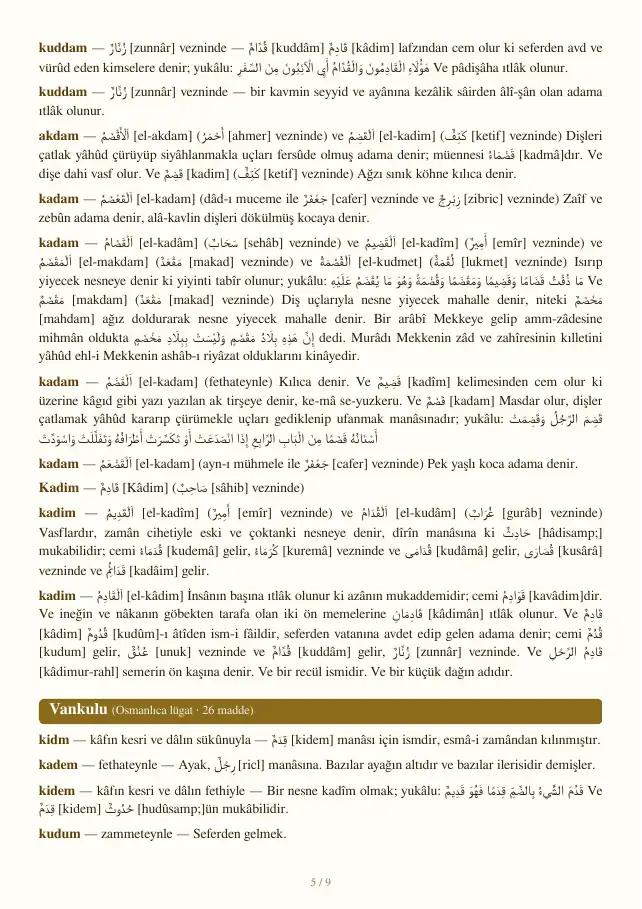 kuddam — زُنَّارٌ [zunnâr] vezninde — قُدَّامٌ [kuddâm] قَادِمٌ [kâdim] lafzından cem olur ki seferden avd ve
vürûd eden kimselere denir; yukâlu: هَؤُلَاءِ الْقَادِمُونَ وَالْقُدَّامُ أَيِ الْآئِبُونَ مِنَ السَّفَرِ Ve pâdişâha ıtlâk olunur.
kuddam — زُنَّارٌ [zunnâr] vezninde — bir kavmin seyyid ve ayânına kezâlik sâirden âlî-şân olan adama
ıtlâk olunur.
akdam — اَلْأَقْضَمُ [el-akdam] (أَحْمَرُ [ahmer] vezninde) ve اَلْقَضِمُ [el-kadim] (كَتِفٌ [ketif] vezninde) Dişleri
çatlak yâhûd çürüyüp siyâhlanmakla uçları fersûde olmuş adama denir; müennesi قَضْمَاءُ [kadmâ]dır. Ve
dişe dahi vasf olur. Ve قَضِمٌ [kadim] (كَتِفٌ [ketif] vezninde) Ağzı sınık köhne kılıca denir.
kadam — اَلْقَعْضَمُ [el-kadam] (dâd-ı muceme ile جَعْفَرٌ [cafer] vezninde ve زِبْرِجٌ [zibric] vezninde) Zaîf ve
zebûn adama denir, alâ-kavlin dişleri dökülmüş kocaya denir.
kadam — اَلْقَضَامُ [el-kadâm] (سَحَابٌ [sehâb] vezninde) ve اَلْقَضِيمُ [el-kadîm] (أَمِيرٌ [emîr] vezninde) ve
اَلْمَقْضَمُ [el-makdam] (مَقْعَدٌ [makad] vezninde) ve اَلْقُضْمَةُ [el-kudmet] (لُقْمَةٌ [lukmet] vezninde) Isırıp
yiyecek nesneye denir ki yiyinti tabîr olunur; yukâlu: مَا ذُقْتُ قَضَامًا وَقَضِيمًا وَمَقْضَمًا وَقُضْمَةً وَهُوَ مَا يُقْضَمُ عَلَيْهِ Ve
مَقْضَمٌ [makdam] (مَقْعَدٌ [makad] vezninde) Diş uçlarıyla nesne yiyecek mahalle denir, niteki مَخْضَمٌ
[mahdam] ağız doldurarak nesne yiyecek mahalle denir. Bir arâbî Mekkeye gelip amm-zâdesine
mihmân oldukta إِنَّ هَذِهِ بِلَادُ مَقْضَمٍ وَلَيْسَتْ بِبِلَادِ مَخْضَمٍ dedi. Murâdı Mekkenin zâd ve zahîresinin kılletini
yâhûd ehl-i Mekkenin ashâb-ı riyâzat olduklarını kinâyedir.
kadam — اَلْقَضَمُ [el-kadam] (fethateynle) Kılıca denir. Ve قَضِيمٌ [kadîm] kelimesinden cem olur ki
üzerine kâgıd gibi yazı yazılan ak tirşeye denir, ke-mâ se-yuzkeru. Ve قَضَمٌ [kadam] Masdar olur, dişler
çatlamak yâhûd kararıp çürümekle uçları gediklenip ufanmak manâsınadır; yukâlu: قَضِمَ الرَّجُلُ وَقَضِمَتْ
أَسْنَانُهُ قَضَمًا مِنَ الْبَابِ الرَّابِعِ إِذَا انْصَدَعَتْ أَوْ تَكَسَّرَتْ أَطْرَافُهُ وَتَفَلَّلَتْ وَاسْوَدَّتْ
kadam — اَلْقَشْعَمُ [el-kadam] (ayn-ı mühmele ile جَعْفَرٌ [cafer] vezninde) Pek yaşlı koca adama denir.
Kadim — قَادِمٌ [Kâdim] (صَاحِبٌ [sâhib] vezninde)
kadim — اَلْقَدِيمُ [el-kadîm] (أَمِيرٌ [emîr] vezninde) ve اَلْقُدَامُ [el-kudâm] (غُرَابٌ [gurâb] vezninde)
Vasflardır, zamân cihetiyle eski ve çoktanki nesneye denir, dîrîn manâsına ki حَادِثٌ [hâdismp;]
mukabilidir; cemi قُدَمَاءُ [kudemâ] gelir, كُرَمَاءُ [kuremâ] vezninde ve قُدَامَى [kudâmâ] gelir, قُصَارَى [kusârâ]
vezninde ve قَدَائِمُ [kadâim] gelir.
kadim — اَلْقَادِمُ [el-kâdim] İnsânın başına ıtlâk olunur ki azânın mukaddemidir; cemi قَوَادِمُ [kavâdim]dir.
Ve ineğin ve nâkanın göbekten tarafa olan iki ön memelerine قَادِمَانِ [kâdimân] ıtlâk olunur. Ve قَادِمٌ
[kâdim] قُدُومٌ [kudûm]-ı âtîden ism-i fâildir, seferden vatanına avdet edip gelen adama denir; cemi قُدُمٌ
[kudum] gelir, عُنُقٌ [unuk] vezninde ve قُدَّامٌ [kuddâm] gelir, زُنَّارٌ [zunnâr] vezninde. Ve قَادِمُ الرَّحْلِ
[kâdimur-rahl] semerin ön kaşına denir. Ve bir recül ismidir. Ve bir küçük dağın adıdır.
Vankulu (Osmanlıca lügat · 26 madde)
kidm — kâfın kesri ve dâlın sükûnuyla — قِدَمٌ [kidem] manâsı için ismdir, esmâ-i zamândan kılınmıştır.
kadem — fethateynle — Ayak, رِجْلٌ [ricl] manâsına. Bazılar ayağın altıdır ve bazılar ilerisidir demişler.
kidem — kâfın kesri ve dâlın fethiyle — Bir nesne kadîm olmak; yukâlu: قَدُمَ الشَّيْءُ بِالضَّمِّ قِدَمًا فَهُوَ قَدِيمٌ Ve
قِدَمٌ [kidem] حُدُوثٌ [hudûsmp;]ün mukâbilidir.
kudum — zammeteynle — Seferden gelmek.
5 / 9